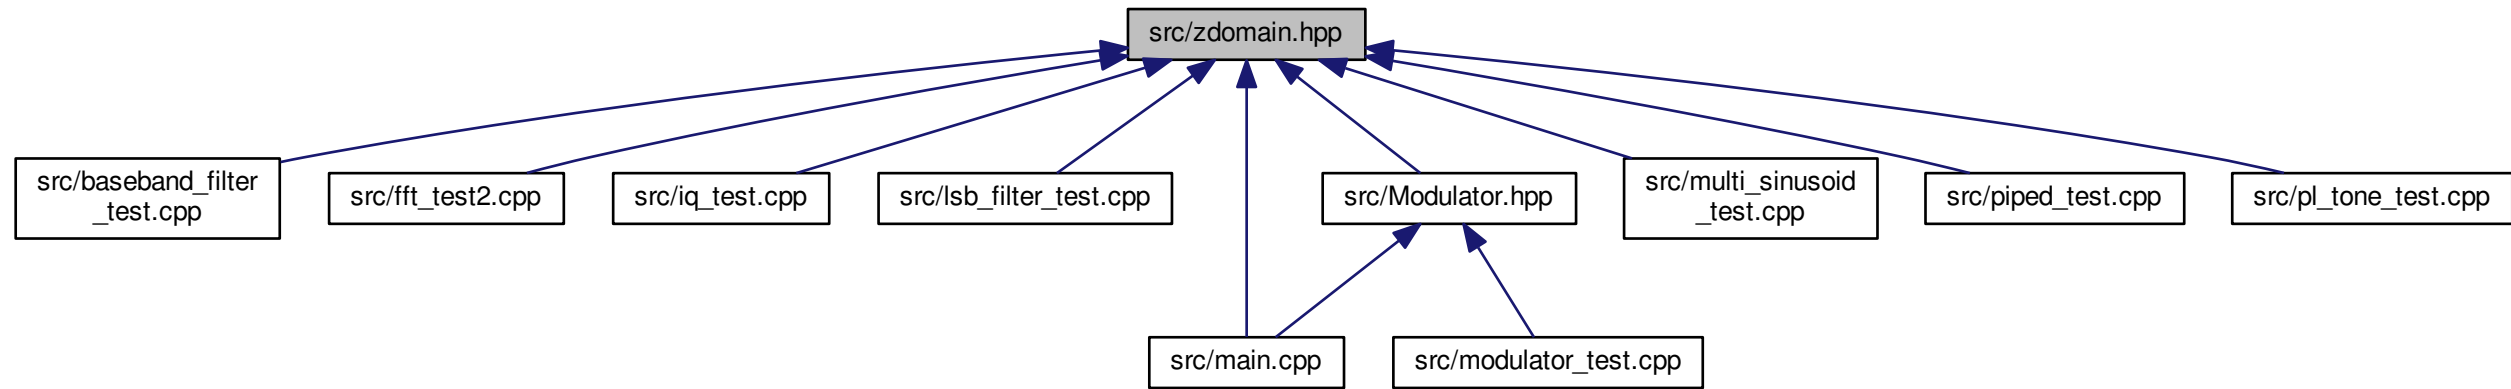 src/zdomain.hpp
src/baseband_filter
_test.cpp
src/fft_test2.cpp
src/iq_test.cpp
src/lsb_filter_test.cpp
src/Modulator.hpp
src/multi_sinusoid
_test.cpp
src/piped_test.cpp
src/pl_tone_test.cpp
src/main.cpp
src/modulator_test.cpp